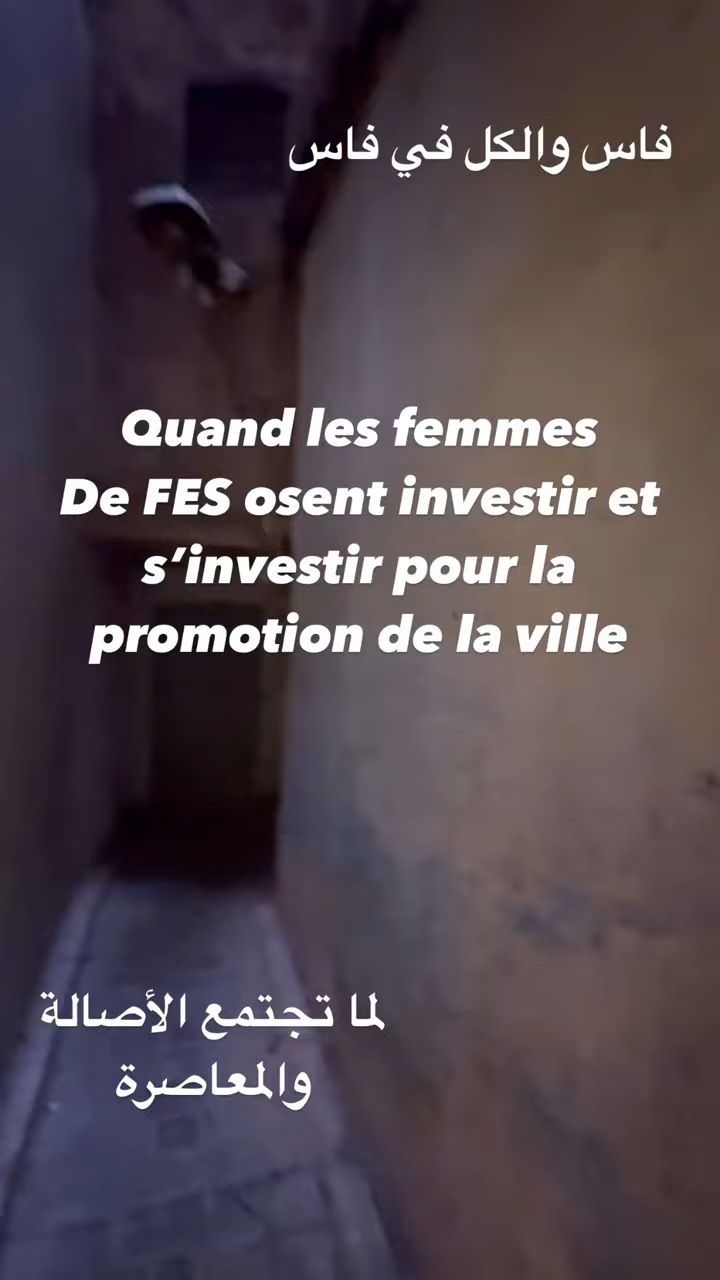 فاس والكل في فاس
Quand les femmes
De FES osent investir et
s’investir pour la
promotion de la ville
لما تجتمع الأصالة
والمعاصرة